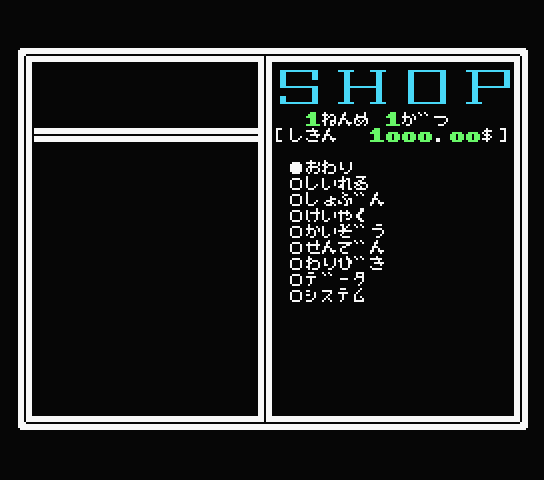 SHOP
1ねんめ 1がつ
[しきん 1000.00$]
●おわり
○しいれる
○しょぶん
○けいやく
○かいぞう
○せんでん
○わりびき
○データ
○システム